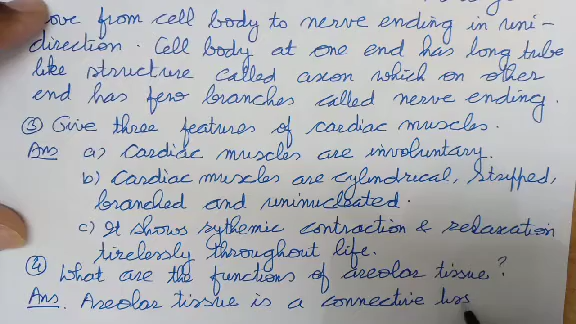 move from cell body to nerve ending in uni-
direction. Cell body at one end has long tube
like structure called axon which on other
end has few branches called nerve ending.
③ Give three features of cardiac muscles.
Ans a) Cardiac muscles are involuntary.
b) Cardiac muscles are cylindrical, stripped,
branched and uninucleated.
c) It shows rythemic contraction & relaxation
tirelessly throughout life.
④ What are the functions of areolar tissue?
Ans. Areolar tissue is a connective tiss